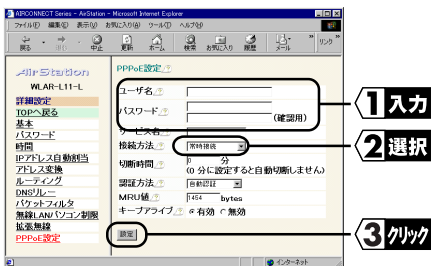 AIRCONNECT Series - AirStation - Microsoft Internet Explorer
ファイル(F) 編集(E) 表示(V) お気に入り(A) ツール(T) ヘルプ(H)
戻る 進む 中止 更新 ホーム 検索 お気に入り 履歴 メール リンク
AirStation
WLAR-L11-L
詳細設定
TOPへ戻る
基本
パスワード
時間
IPアドレス自動割当
アドレス変換
ルーティング
DNSリレー
パケットフィルタ
無線LANパソコン制限
拡張無線
PPPoE設定
PPPoE設定
ユーザ名
パスワード
(確認用)
サービス名
接続方法 常時接続
切断時間 0 分
(0 分に設定すると自動切断しません)
認証方法 自動認証
MRU値 1454 bytes
キープアライブ 有効 無効
設定
1 入力
2 選択
3 クリック
インターネット